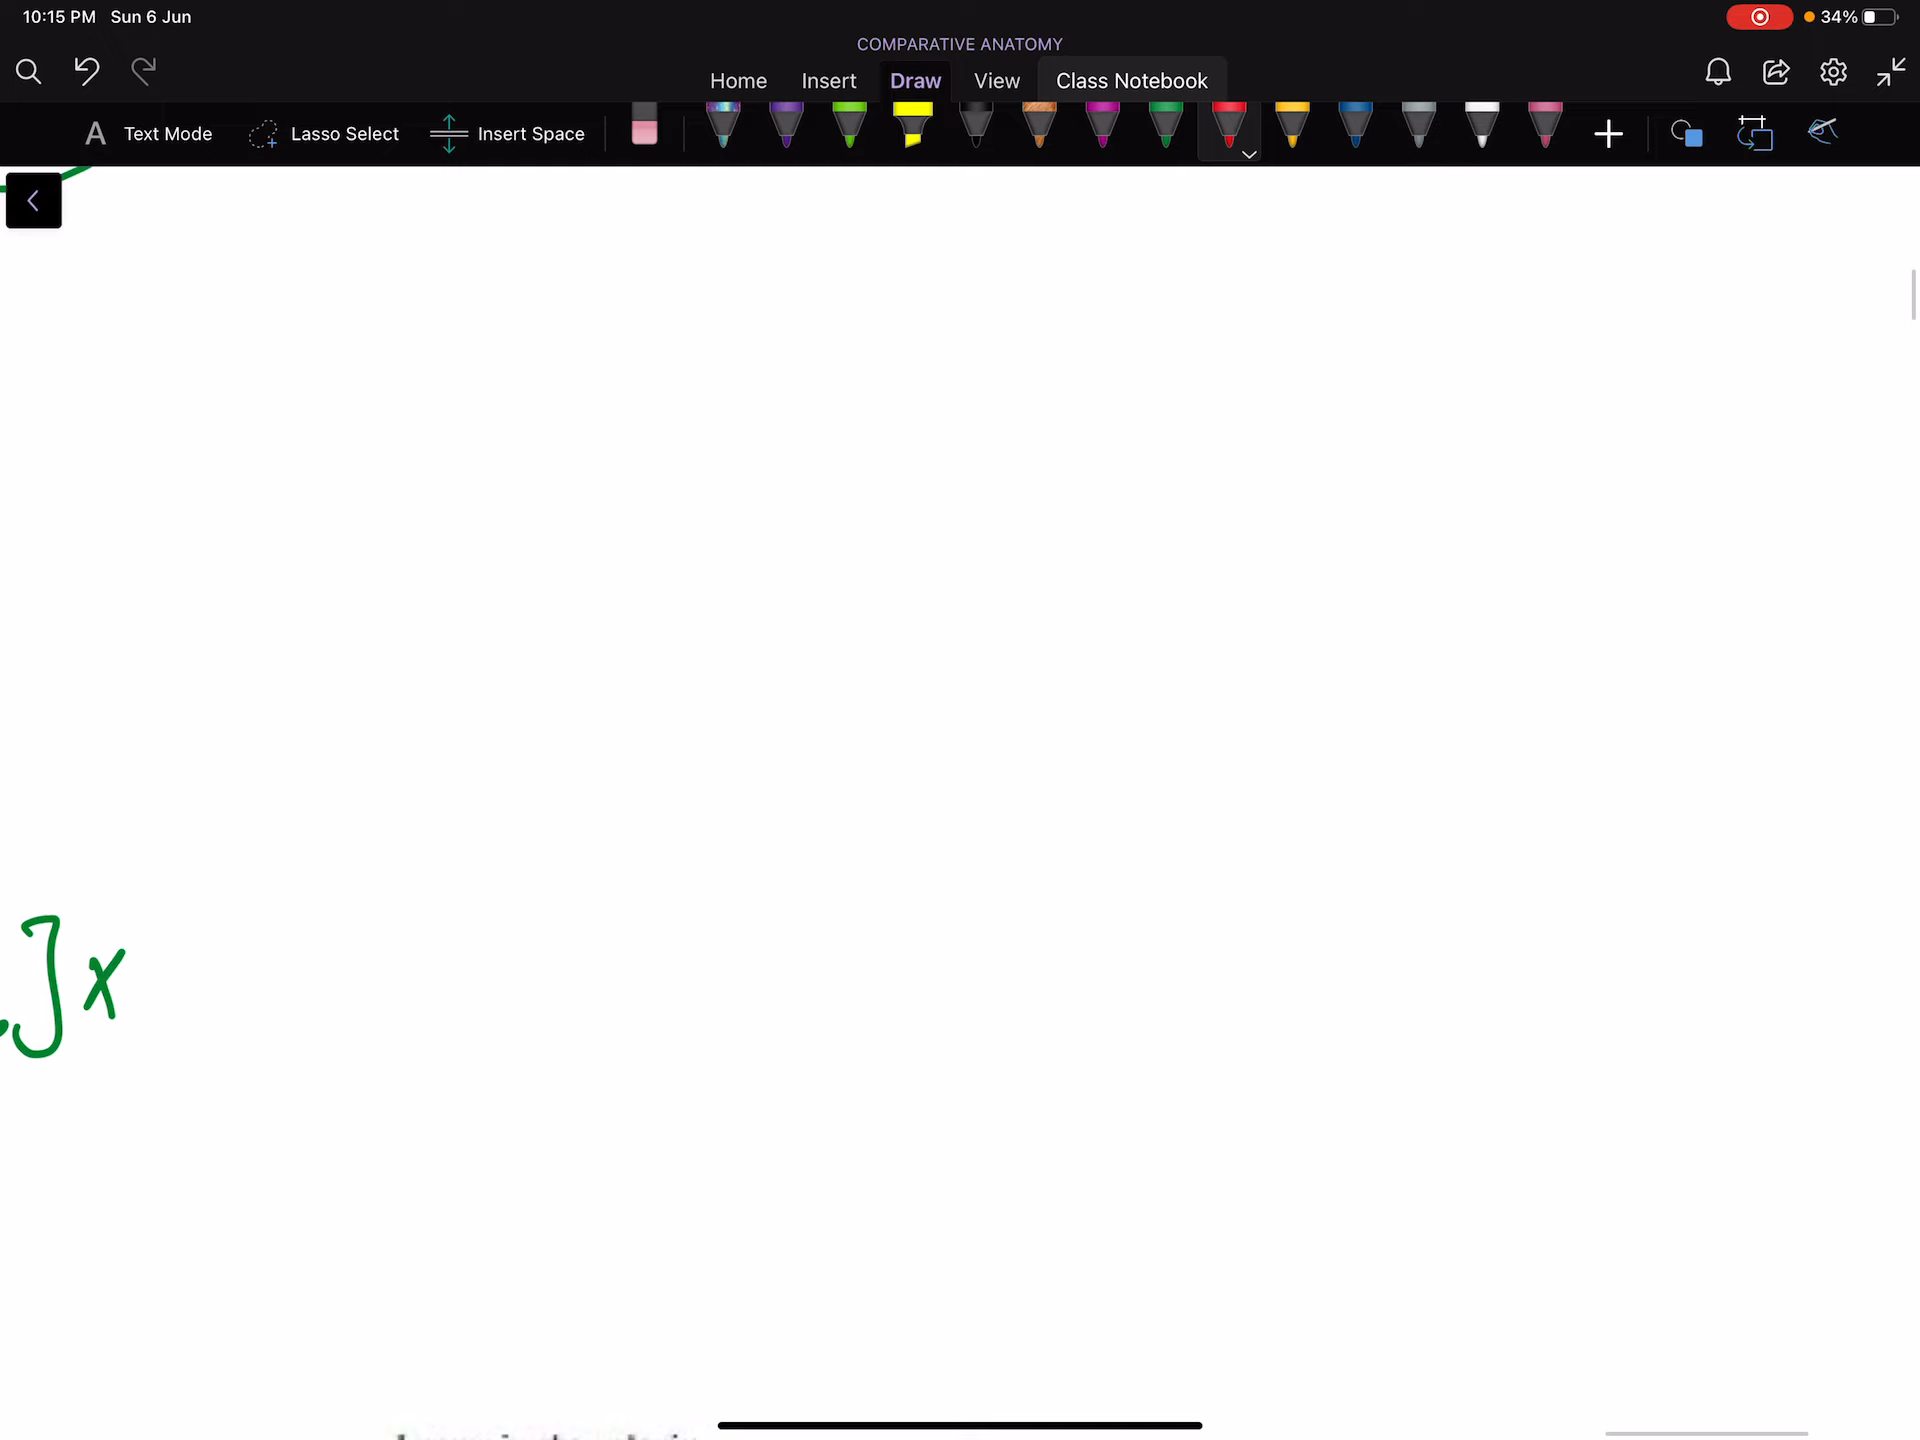 10:15 PM Sun 6 Jun 34%
COMPARATIVE ANATOMY
Home Insert Draw View Class Notebook
A Text Mode Lasso Select Insert Space
] x